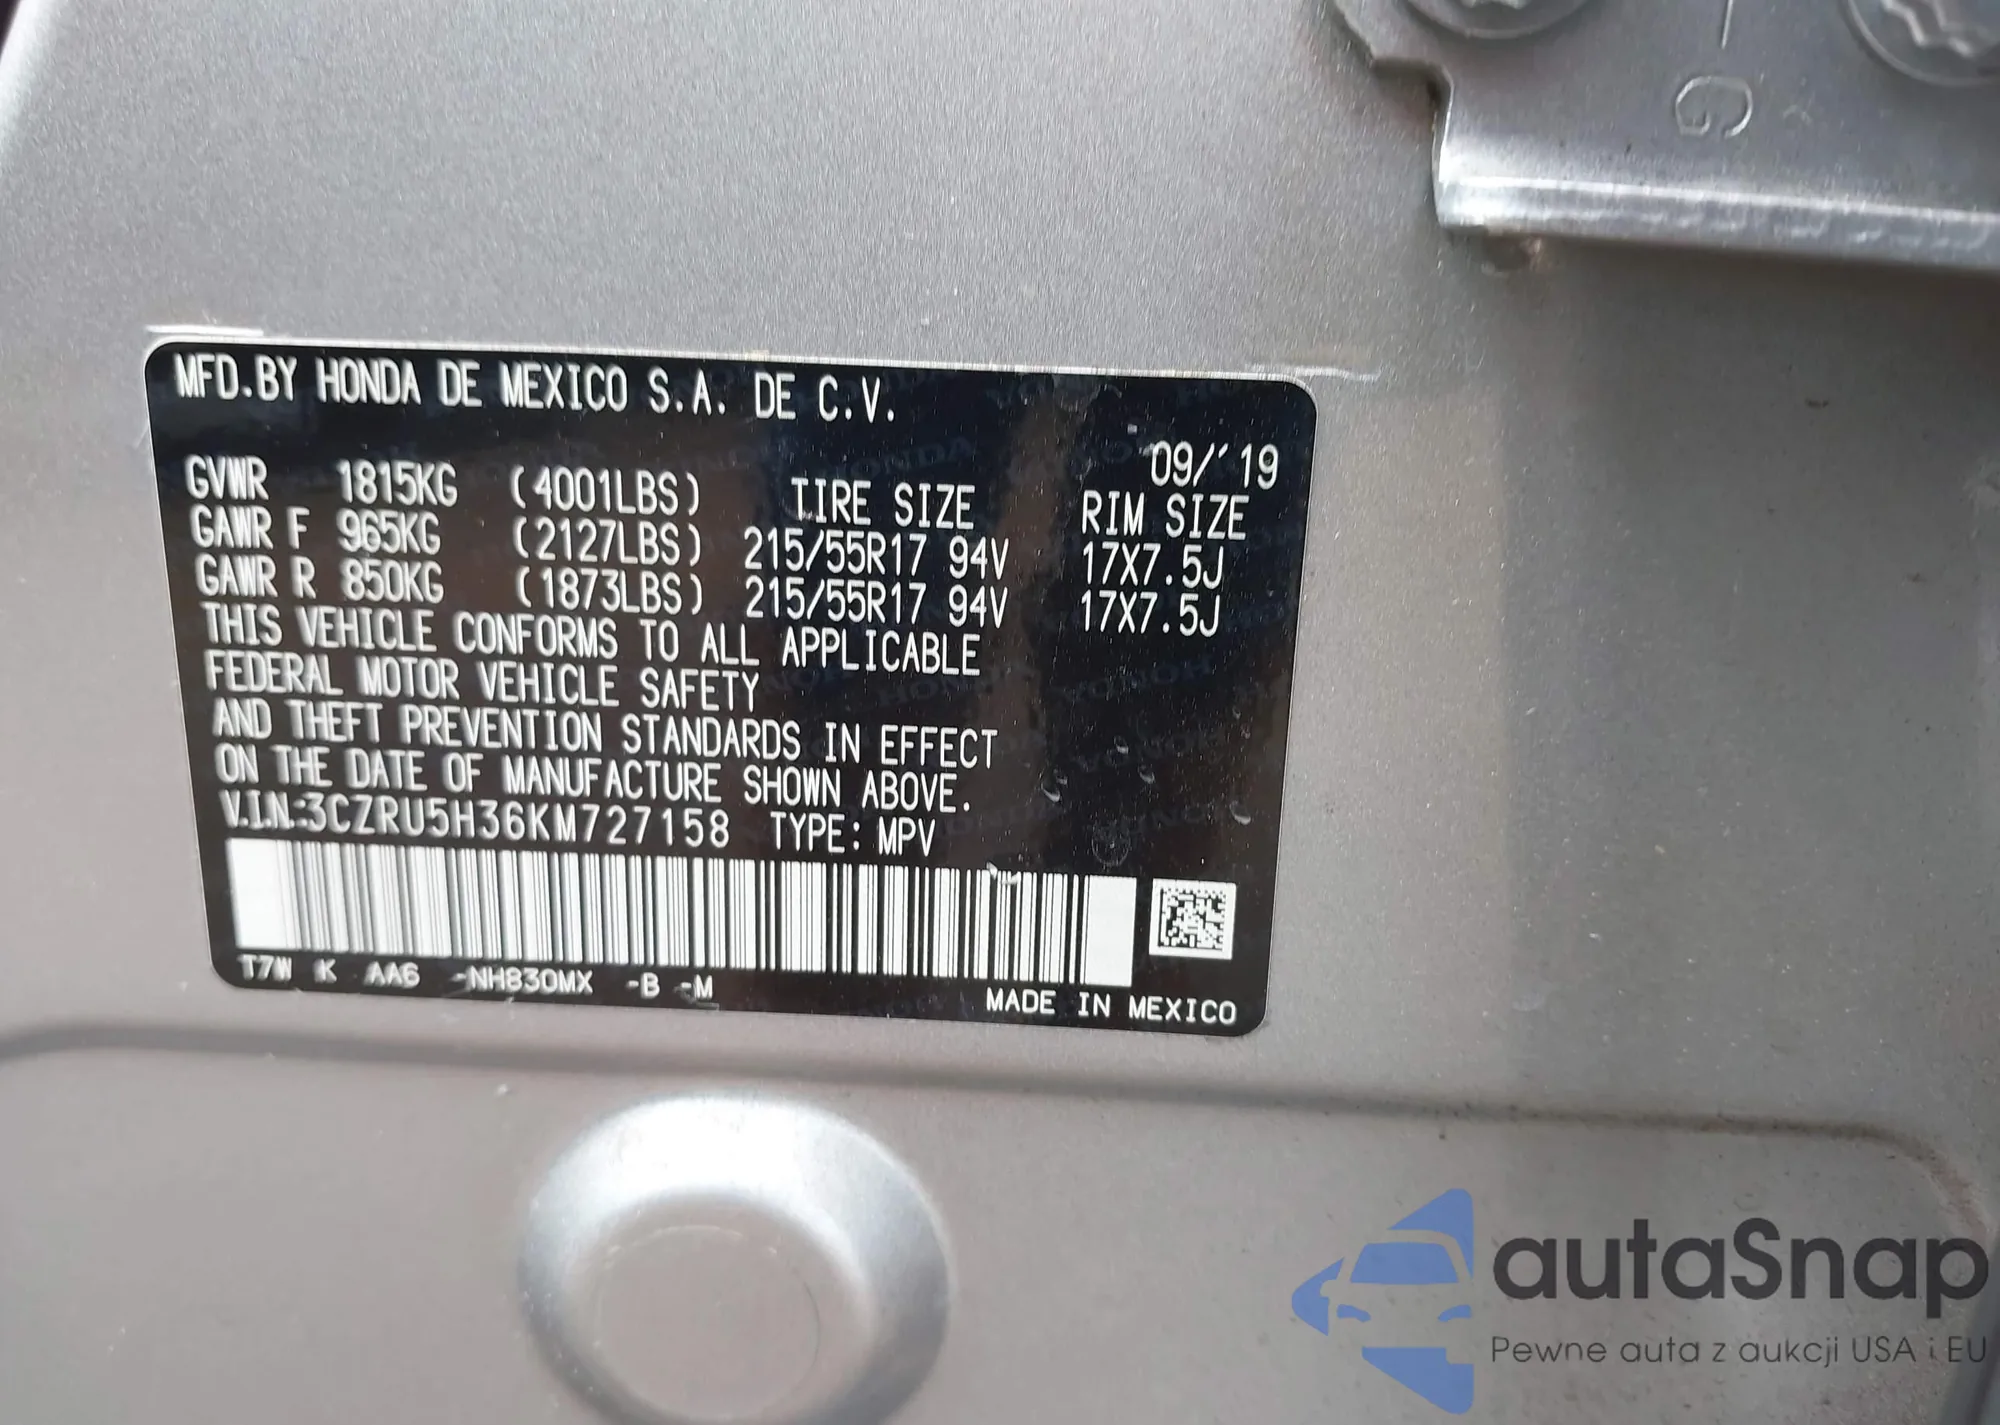 G
MFD.BY HONDA DE MEXICO S.A. DE C.V.
09/'19
GVWR 1815KG (4001LBS) TIRE SIZE RIM SIZE
GAWR F 965KG (2127LBS) 215/55R17 94V 17X7.5J
GAWR R 850KG (1873LBS) 215/55R17 94V 17X7.5J
THIS VEHICLE CONFORMS TO ALL APPLICABLE
FEDERAL MOTOR VEHICLE SAFETY
AND THEFT PREVENTION STANDARDS IN EFFECT
ON THE DATE OF MANUFACTURE SHOWN ABOVE.
V.I.N.:3CZRU5H36KM727158 TYPE: MPV
T7W K AA6 -NH830MX -B -M
MADE IN MEXICO
autaSnap
Pewne auta z aukcji USA i EU